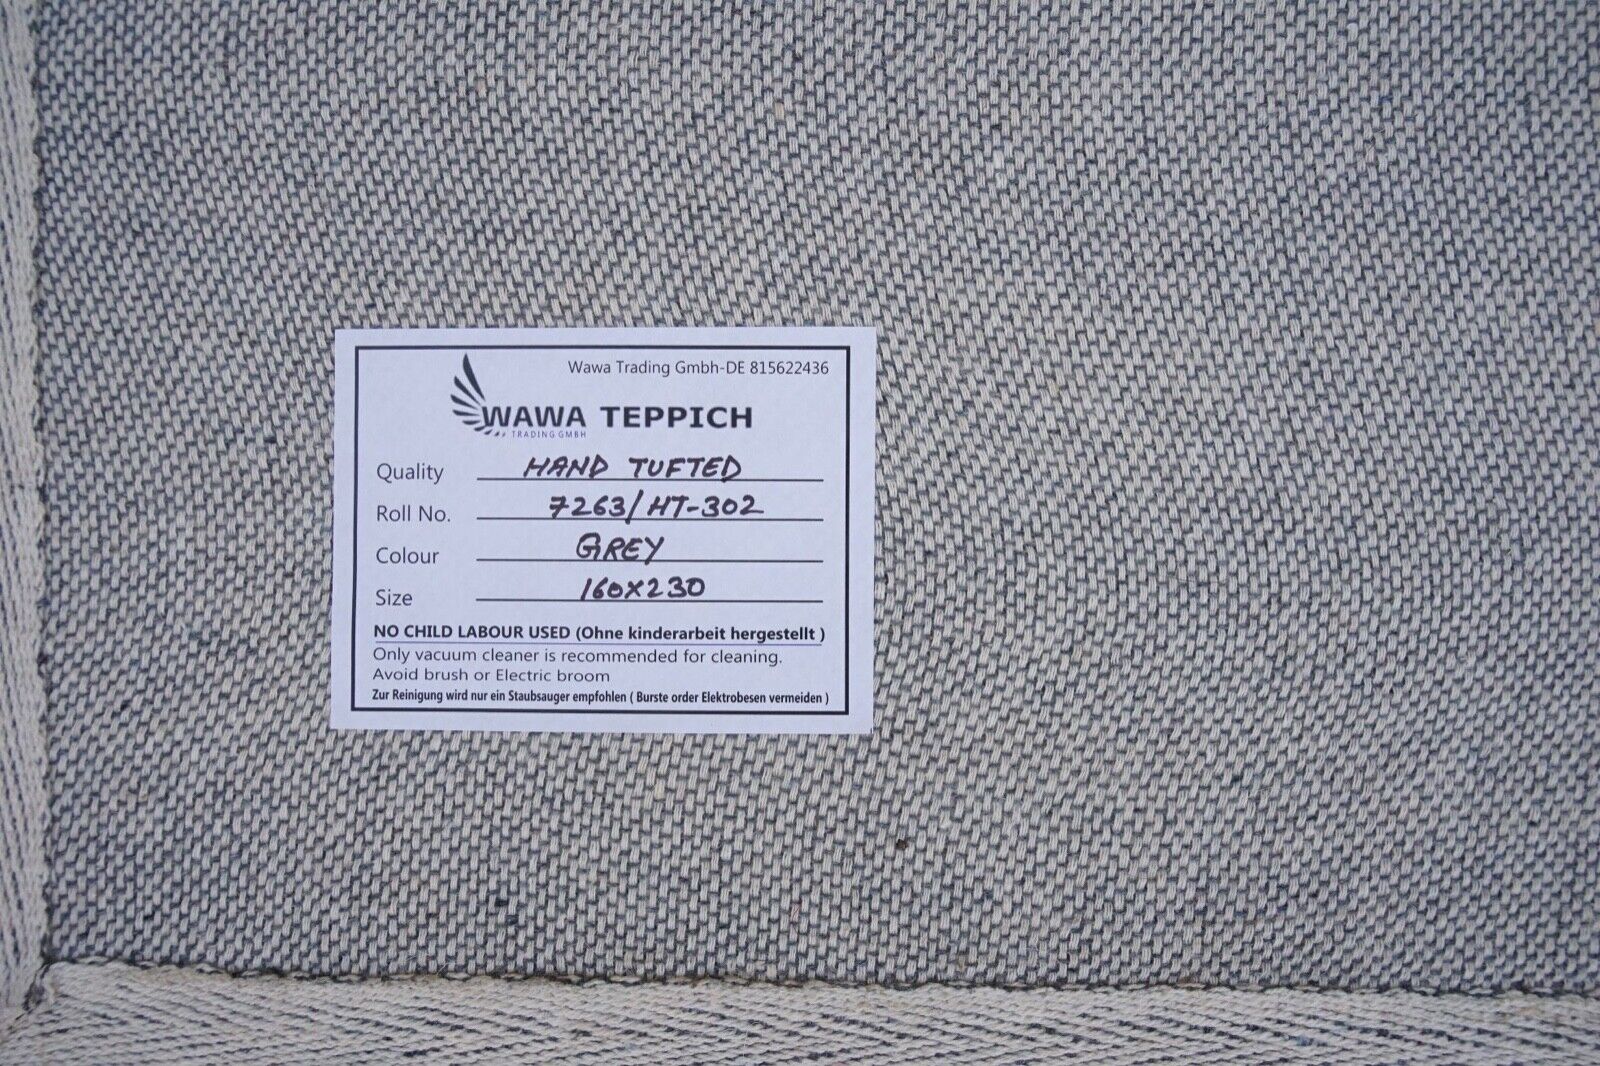 Wawa Trading Gmbh-DE 815622436
WAWA TEPPICH
TRADING GMBH
Quality HAND TUFTED
Roll No. 7263/HT-302
Colour GREY
Size 160x230
NO CHILD LABOUR USED (Ohne kinderarbeit hergestellt )
Only vacuum cleaner is recommended for cleaning.
Avoid brush or Electric broom
Zur Reinigung wird nur ein Staubsauger empfohlen ( Burste order Elektrobesen vermeiden )